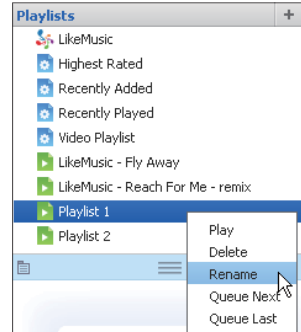 Playlists +
LikeMusic
Highest Rated
Recently Added
Recently Played
Video Playlist
LikeMusic - Fly Away
LikeMusic - Reach For Me - remix
Playlist 1
Playlist 2
Play
Delete
Rename
Queue Next
Queue Last